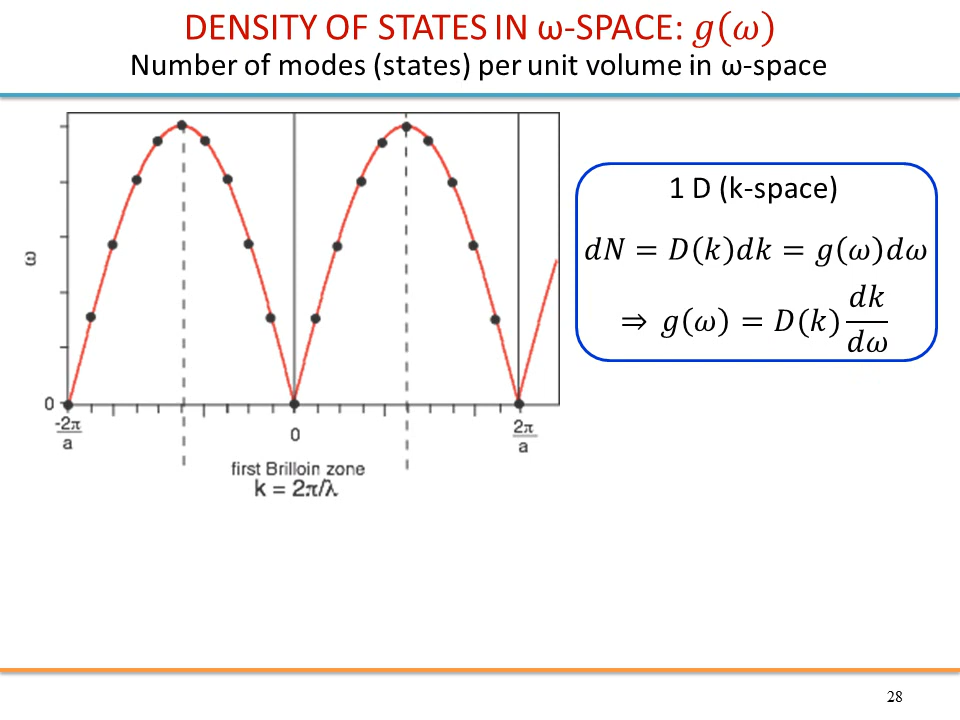 DENSITY OF STATES IN ω-SPACE: 𝑔(𝜔)
Number of modes (states) per unit volume in ω-space
1 D (k-space)
𝑑𝑁 = 𝐷(𝑘)𝑑𝑘 = 𝑔(𝜔)𝑑𝜔
⇒ 𝑔(𝜔) = 𝐷(𝑘) 𝑑𝑘/𝑑𝜔
ω
0
-2π/a
0
2π/a
first Brilloin zone
k = 2π/λ
28